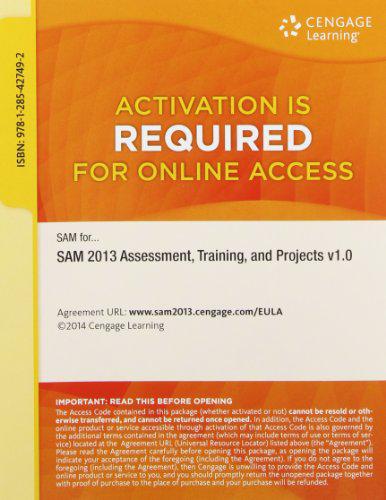 CENGAGE
Learning®
ISBN: 978-1-285-42749-2
ACTIVATION IS
REQUIRED
FOR ONLINE ACCESS
SAM for...
SAM 2013 Assessment, Training, and Projects v1.0
Agreement URL: www.sam2013.cengage.com/EULA
©2014 Cengage Learning
IMPORTANT: READ THIS BEFORE OPENING
The Access Code contained in this package (whether activated or not) cannot be resold or oth-
erwise transferred, and cannot be returned once opened. In addition, the Access Code and the
online product or service accessible through activation of that Access Code is also governed by
the additional terms contained in the agreement (which may include terms of use or terms of ser-
vice) located at the Agreement URL (Universal Resource Locator) listed above (the "Agreement").
Please read the Agreement carefully before opening this package, as opening the package will
indicate your acceptance of the foregoing (including the Agreement). If you do not agree to the
foregoing (including the Agreement), then Cengage is unwilling to provide the Access Code and
online product or service to you, and you should promptly return the unopened package together
with proof of purchase to the place of purchase and your purchase will be refunded.